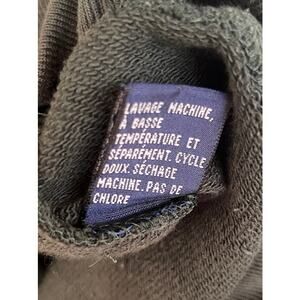 LAVAGE MACHINE,
À BASSE
TEMPÉRATURE ET
SÉPARÉMENT. CYCLE
DOUX. SÉCHAGE
MACHINE. PAS DE
CHLORE